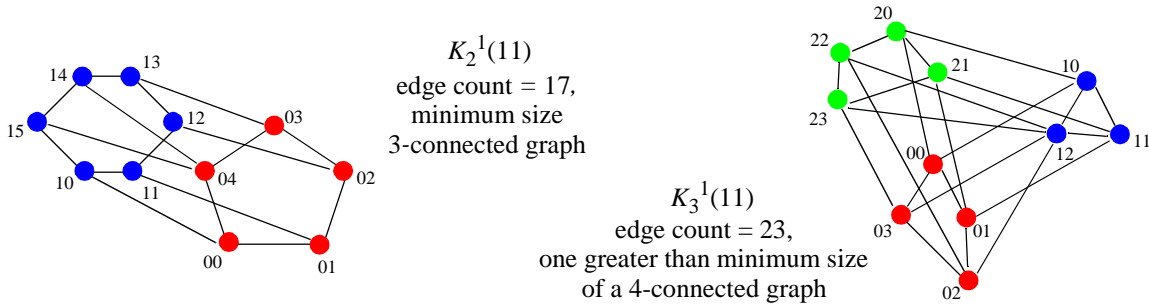 14
13
K₂¹(11)
edge count = 17,
minimum size
3-connected graph
15
12
03
10
11
04
02
00
01
20
22
21
10
23
12
11
00
K₃¹(11)
edge count = 23,
one greater than minimum size
of a 4-connected graph
03
01
02